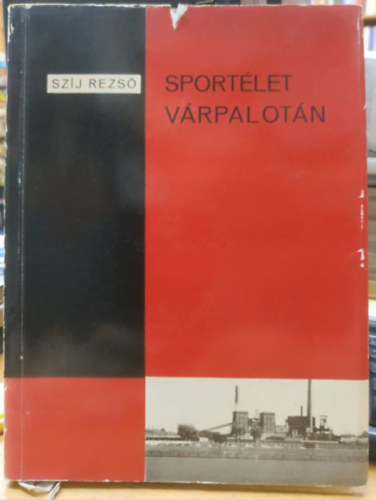 SZÍJ REZSŐ
SPORTÉLET
VÁRPALOTÁN